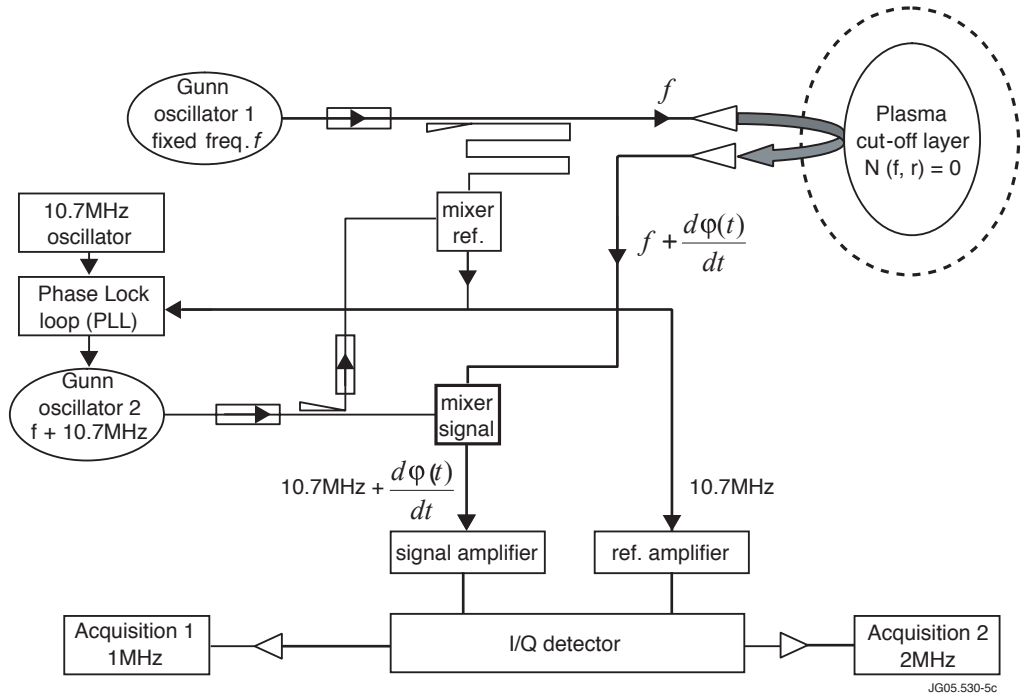 Gunn
oscillator 1
fixed freq. f
f
Plasma
cut-off layer
N (f, r) = 0
10.7MHz
oscillator
mixer
ref.
f + dφ(t)/dt
Phase Lock
loop (PLL)
Gunn
oscillator 2
f + 10.7MHz
mixer
signal
10.7MHz + dφ(t)/dt
10.7MHz
signal amplifier
ref. amplifier
Acquisition 1
1MHz
I/Q detector
Acquisition 2
2MHz
JG05.530-5c